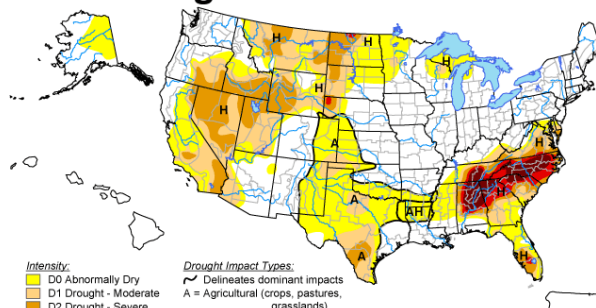 H
H
H
H
H
H
A
H
A
AH
A
H
Intensity:
D0 Abnormally Dry
D1 Drought - Moderate
D2 Drought - Severe
Drought Impact Types:
Delineates dominant impacts
A = Agricultural (crops, pastures,
grasslands)